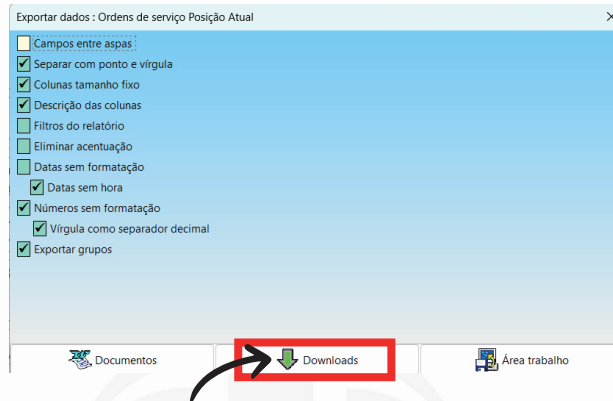 Exportar dados : Ordens de serviço Posição Atual
Campos entre aspas
Separar com ponto e vírgula
Colunas tamanho fixo
Descrição das colunas
Filtros do relatório
Eliminar acentuação
Datas sem formatação
Datas sem hora
Números sem formatação
Vírgula como separador decimal
Exportar grupos
Documentos Downloads Área trabalho